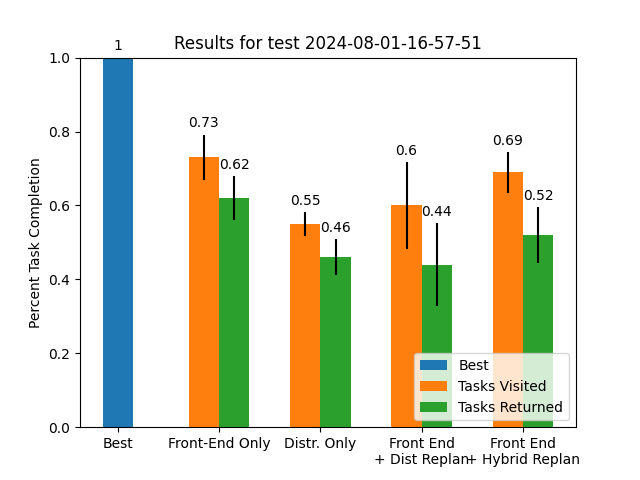 Results for test 2024-08-01-16-57-51
Percent Task Completion
1.0
0.8
0.6
0.4
0.2
0.0
1
0.73
0.62
0.55
0.46
0.6
0.44
0.69
0.52
Best
Tasks Visited
Tasks Returned
Best
Front-End Only
Distr. Only
Front End
+ Dist Replan
Front End
+ Hybrid Replan